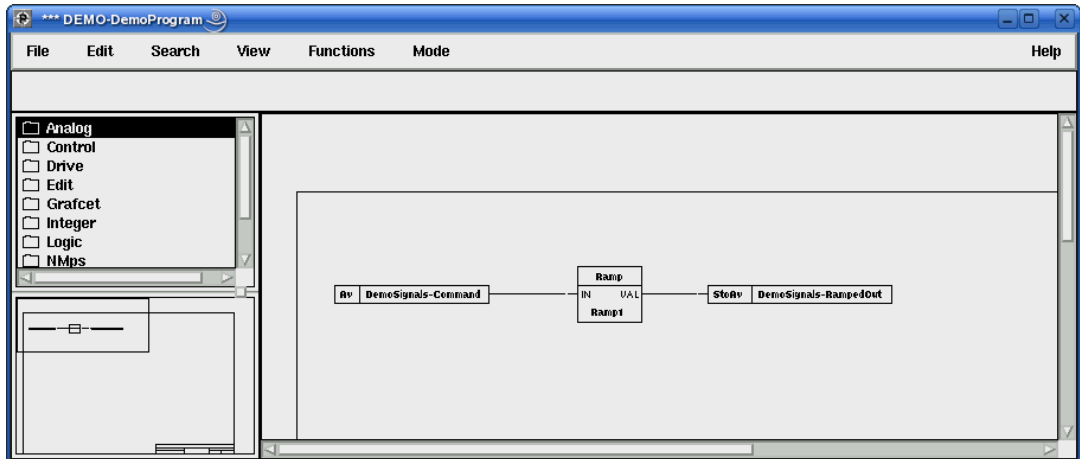 *** DEMO-DemoProgram
File Edit Search View Functions Mode Help
Analog
Control
Drive
Edit
Grafcet
Integer
Logic
NMps
Ramp
Av DemoSignals-Command IN VAL StoAv DemoSignals-RampedOut
Ramp1